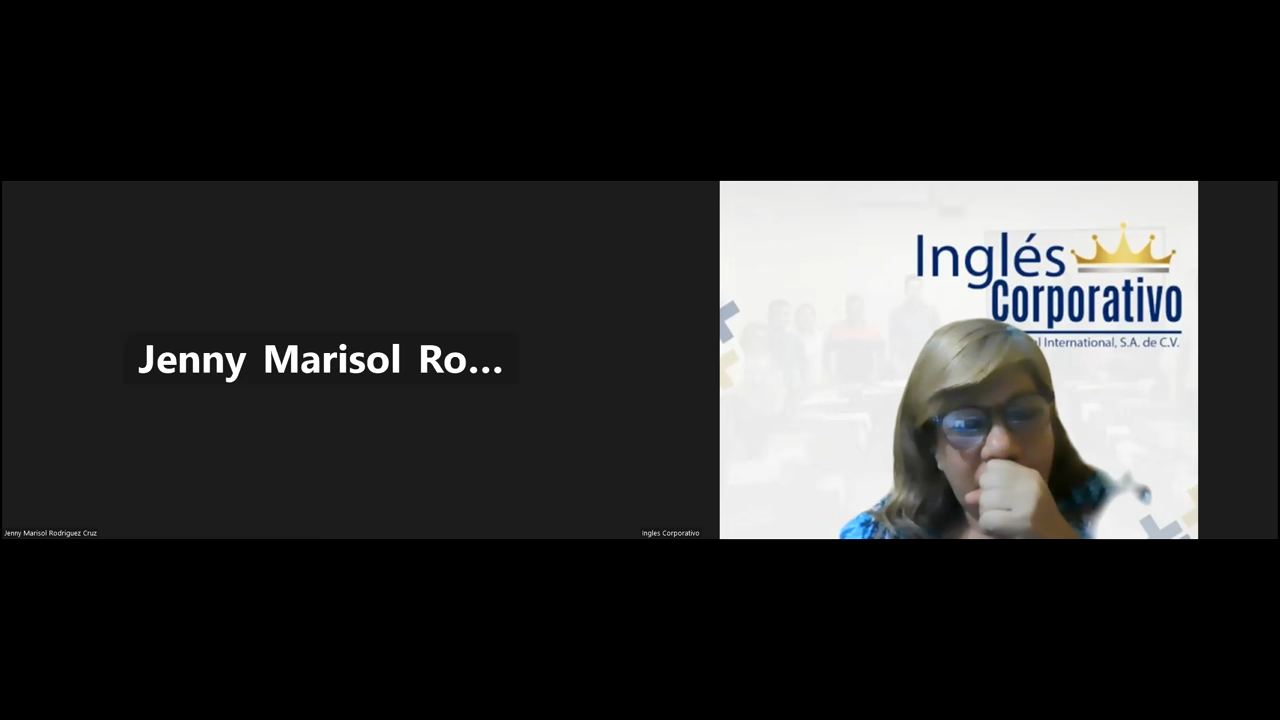 Jenny Marisol Ro...
Jenny Marisol Rodriguez Cruz
Ingles Corporativo
Inglés
Corporativo
l International, S.A. de C.V.